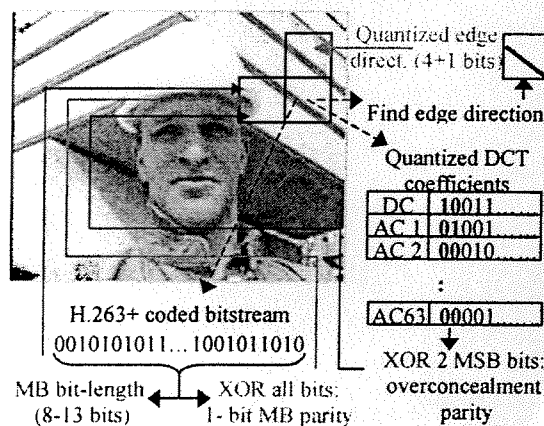 Quantized edge
direct. (4+1 bits)
Find edge direction
Quantized DCT
coefficients
DC 10011......
AC 1 01001......
AC 2 00010......
:
AC63 00001......
H.263+ coded bitstream
0010101011... 1001011010
XOR 2 MSB bits:
overconcealment
parity
MB bit-length
(8-13 bits)
XOR all bits:
1- bit MB parity